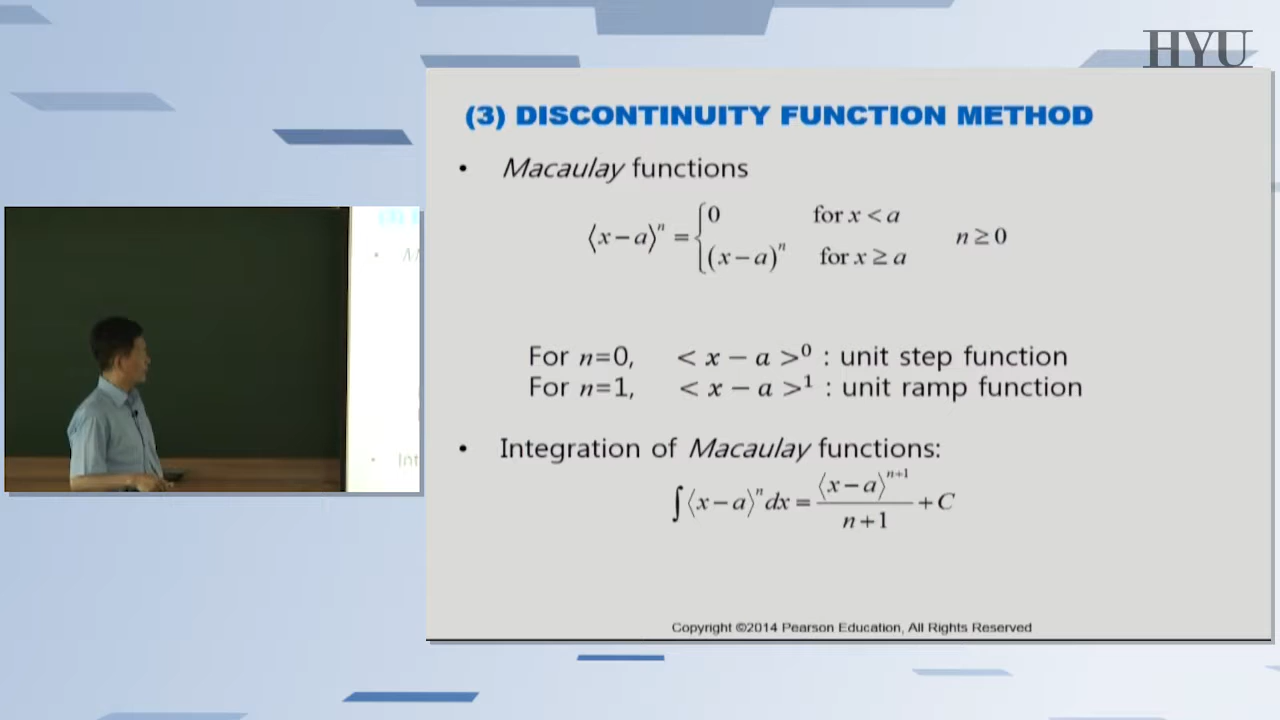 HYU
(3) DISCONTINUITY FUNCTION METHOD
• Macaulay functions
⟨x−a⟩ⁿ = { 0 for x < a
(x−a)ⁿ for x ≥ a n ≥ 0
For n=0, < x − a >⁰ : unit step function
For n=1, < x − a >¹ : unit ramp function
• Integration of Macaulay functions:
∫⟨x−a⟩ⁿ dx = ⟨x−a⟩ⁿ⁺¹ / n+1 + C
Copyright ©2014 Pearson Education, All Rights Reserved
• M
• Int